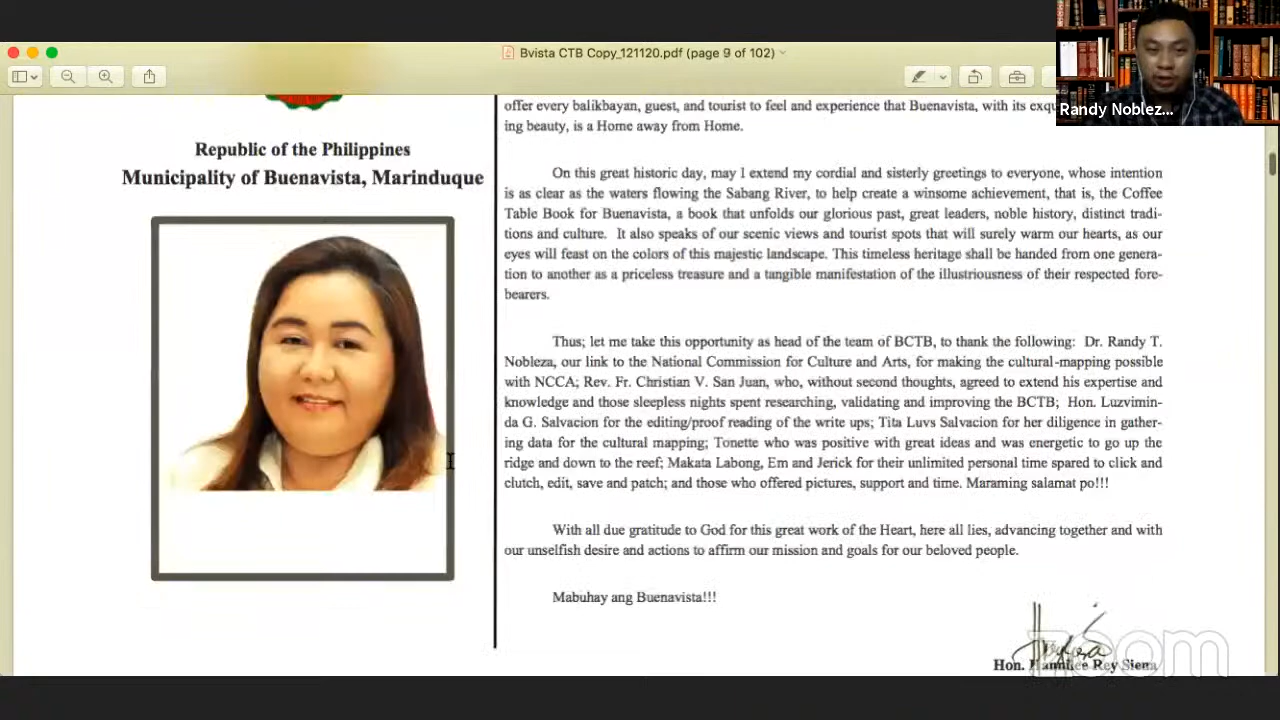 Bvista CTB Copy_121120.pdf (page 9 of 102)
Randy Noblez...
Republic of the Philippines
Municipality of Buenavista, Marinduque
offer every balikbayan, guest, and tourist to feel and experience that Buenavista, with its
ing beauty, is a Home away from Home.
On this great historic day, may I extend my cordial and sisterly greetings to everyone, whose intention
is as clear as the waters flowing the Sabang River, to help create a winsome achievement, that is, the Coffee
Table Book for Buenavista, a book that unfolds our glorious past, great leaders, noble history, distinct tradi-
tions and culture. It also speaks of our scenic views and tourist spots that will surely warm our hearts, as our
eyes will feast on the colors of this majestic landscape. This timeless heritage shall be handed from one genera-
tion to another as a priceless treasure and a tangible manifestation of the illustriousness of their respected fore-
bearers.
Thus; let me take this opportunity as head of the team of BCTB, to thank the following: Dr. Randy T.
Nobleza, our link to the National Commission for Culture and Arts, for making the cultural-mapping possible
with NCCA; Rev. Fr. Christian V. San Juan, who, without second thoughts, agreed to extend his expertise and
knowledge and those sleepless nights spent researching, validating and improving the BCTB; Hon. Luzvimin-
da G. Salvacion for the editing/proof reading of the write ups; Tita Luvs Salvacion for her diligence in gather-
ing data for the cultural mapping; Tonette who was positive with great ideas and was energetic to go up the
ridge and down to the reef; Makata Labong, Em and Jerick for their unlimited personal time spared to click and
clutch, edit, save and patch; and those who offered pictures, support and time. Maraming salamat po!!!
With all due gratitude to God for this great work of the Heart, here all lies, advancing together and with
our unselfish desire and actions to affirm our mission and goals for our beloved people.
Mabuhay ang Buenavista!!!
Hon. Hannilee Rey Siena
zoom